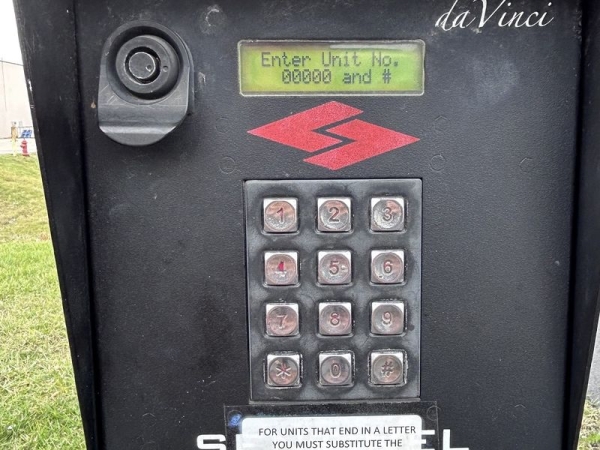 daVinci
Enter Unit No.
00000 and #
1 2 3
4 5 6
7 8 9
* 0 #
FOR UNITS THAT END IN A LETTER
YOU MUST SUBSTITUTE THE